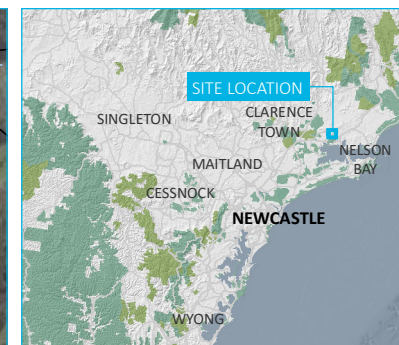 SITE LOCATION
CLARENCE
TOWN
SINGLETON
NELSON
BAY
MAITLAND
CESSNOCK
NEWCASTLE
WYONG